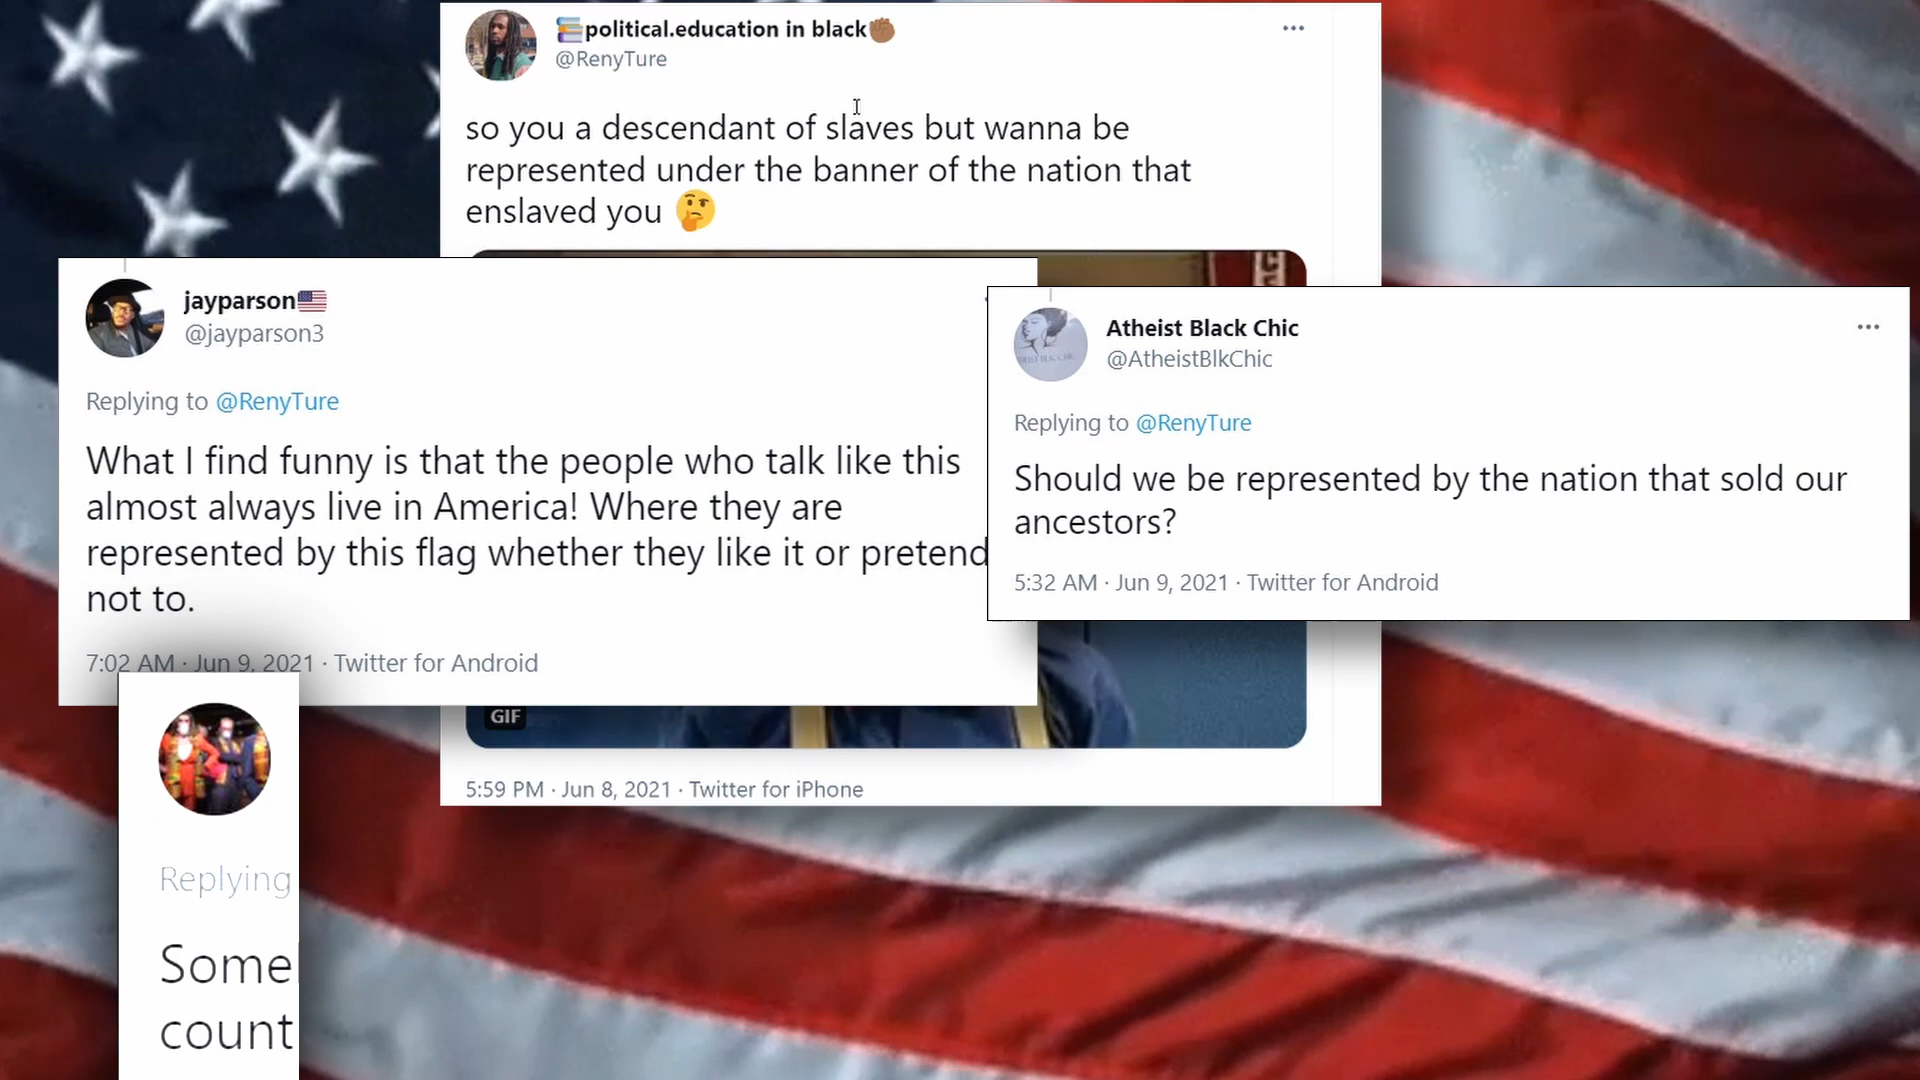 political.education in black
@RenyTure
so you a descendant of slaves but wanna be
represented under the banner of the nation that
enslaved you
jayparson
@jayparson3
Replying to @RenyTure
What I find funny is that the people who talk like this
almost always live in America! Where they are
represented by this flag whether they like it or pretend
not to.
7:02 AM · Jun 9, 2021 · Twitter for Android
Atheist Black Chic
@AtheistBlkChic
Replying to @RenyTure
Should we be represented by the nation that sold our
ancestors?
5:32 AM · Jun 9, 2021 · Twitter for Android
GIF
5:59 PM · Jun 8, 2021 · Twitter for iPhone
Replying